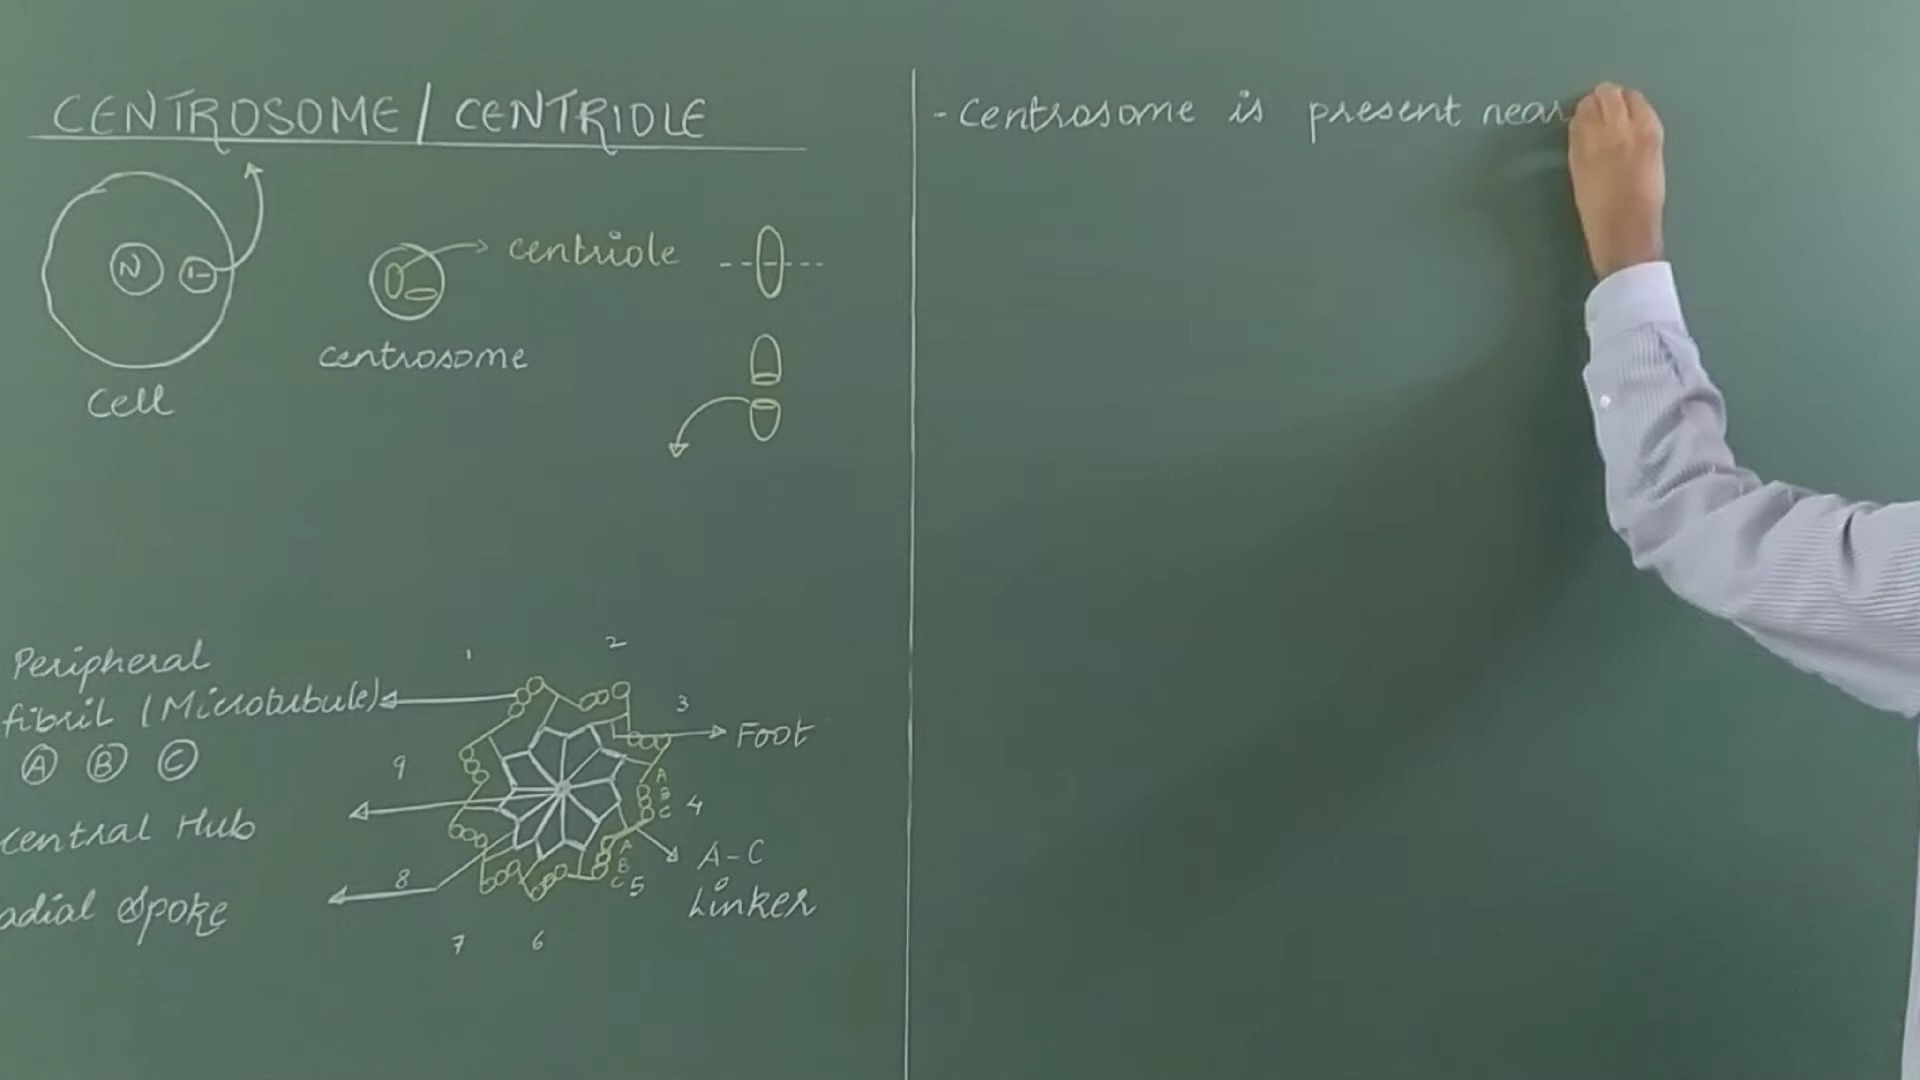 CENTROSOME / CENTRIOLE
N
Cell
centriole
centrosome
Peripheral
fibril (Microtubule)
A B C
Central Hub
adial Spoke
1
2
3
Foot
9
A
B
C
4
A
B
C
5
A-C
Linker
8
7
6
- Centrosome is present near